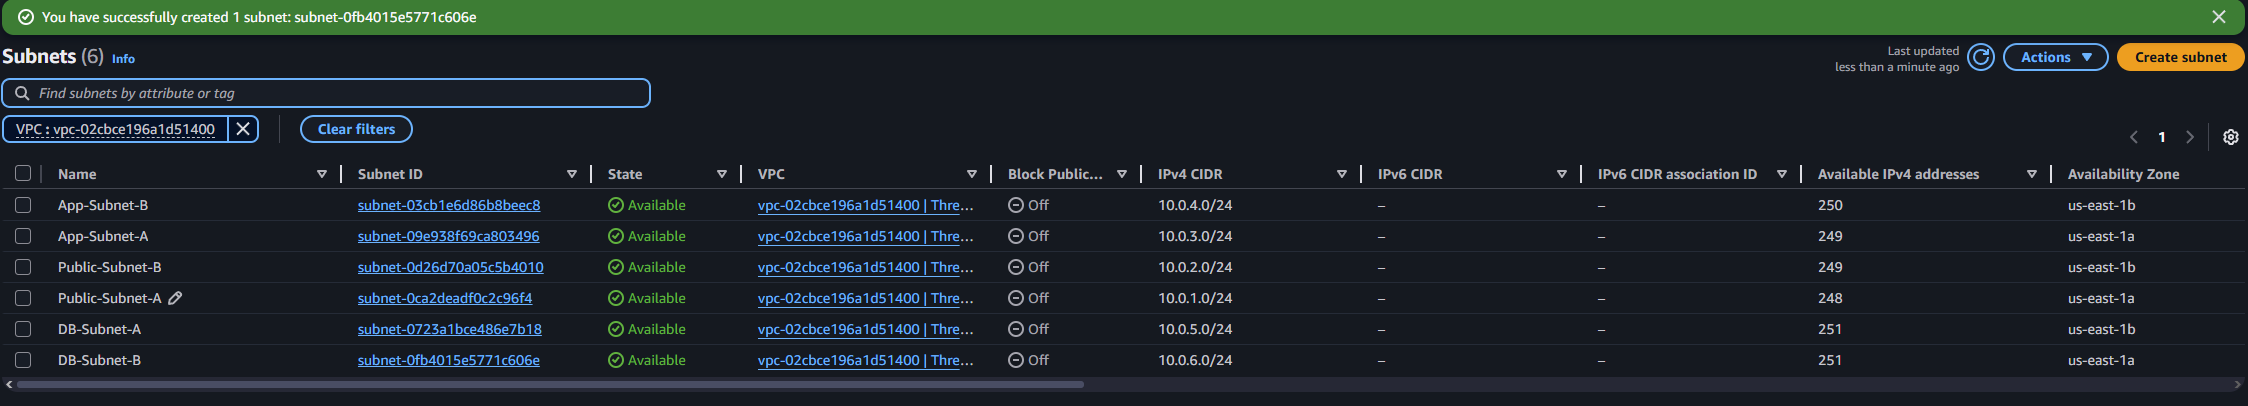 You have successfully created 1 subnet: subnet-0fb4015e5771c606e
Subnets (6) Info
Last updated
less than a minute ago
Actions
Create subnet
Find subnets by attribute or tag
VPC : vpc-02cbce196a1d51400
Clear filters
1
Name Subnet ID State VPC Block Public... IPv4 CIDR IPv6 CIDR IPv6 CIDR association ID Available IPv4 addresses Availability Zone
App-Subnet-B subnet-03cb1e6d86b8beec8 Available vpc-02cbce196a1d51400 | Thre... Off 10.0.4.0/24 – – 250 us-east-1b
App-Subnet-A subnet-09e938f69ca803496 Available vpc-02cbce196a1d51400 | Thre... Off 10.0.3.0/24 – – 249 us-east-1a
Public-Subnet-B subnet-0d26d70a05c5b4010 Available vpc-02cbce196a1d51400 | Thre... Off 10.0.2.0/24 – – 249 us-east-1b
Public-Subnet-A subnet-0ca2deadf0c2c96f4 Available vpc-02cbce196a1d51400 | Thre... Off 10.0.1.0/24 – – 248 us-east-1a
DB-Subnet-A subnet-0723a1bce486e7b18 Available vpc-02cbce196a1d51400 | Thre... Off 10.0.5.0/24 – – 251 us-east-1b
DB-Subnet-B subnet-0fb4015e5771c606e Available vpc-02cbce196a1d51400 | Thre... Off 10.0.6.0/24 – – 251 us-east-1a